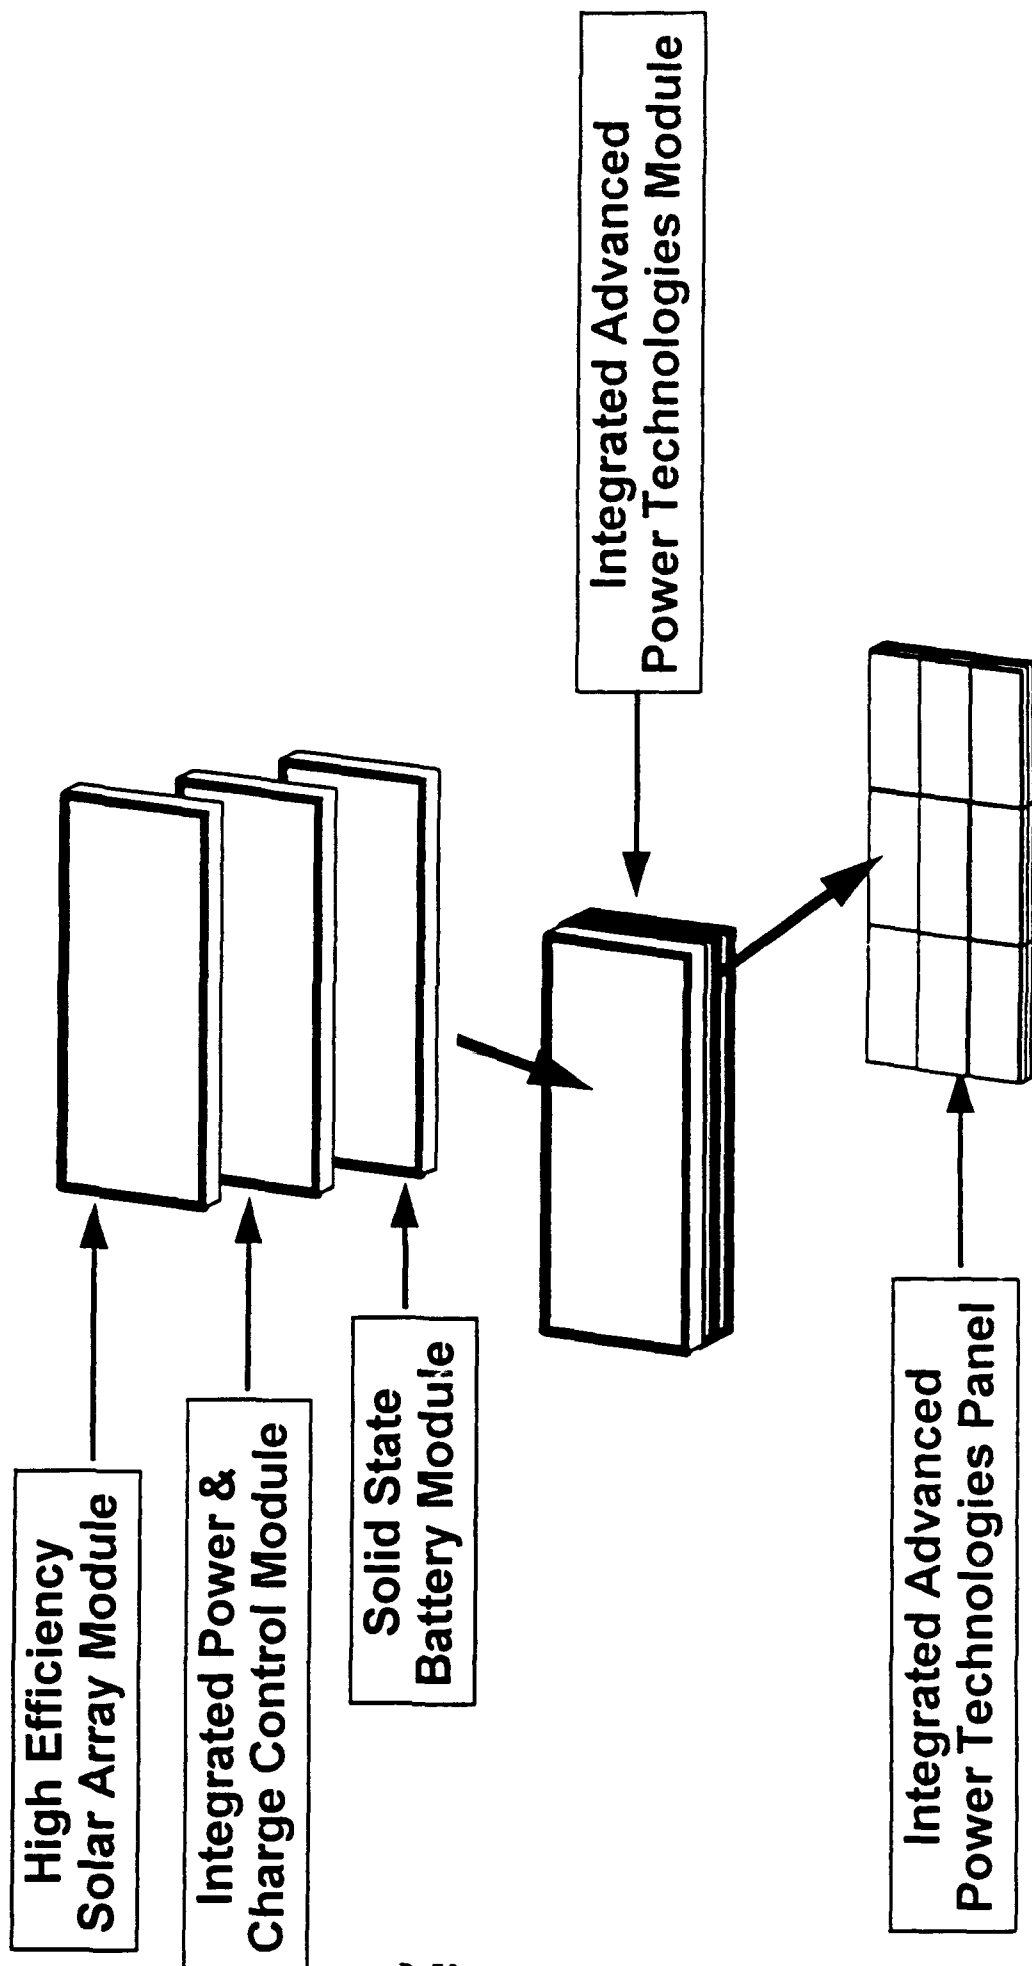 High Efficiency
Solar Array Module
Integrated Power &
Charge Control Module
Solid State
Battery Module
Integrated Advanced
Power Technologies Module
Integrated Advanced
Power Technologies Panel